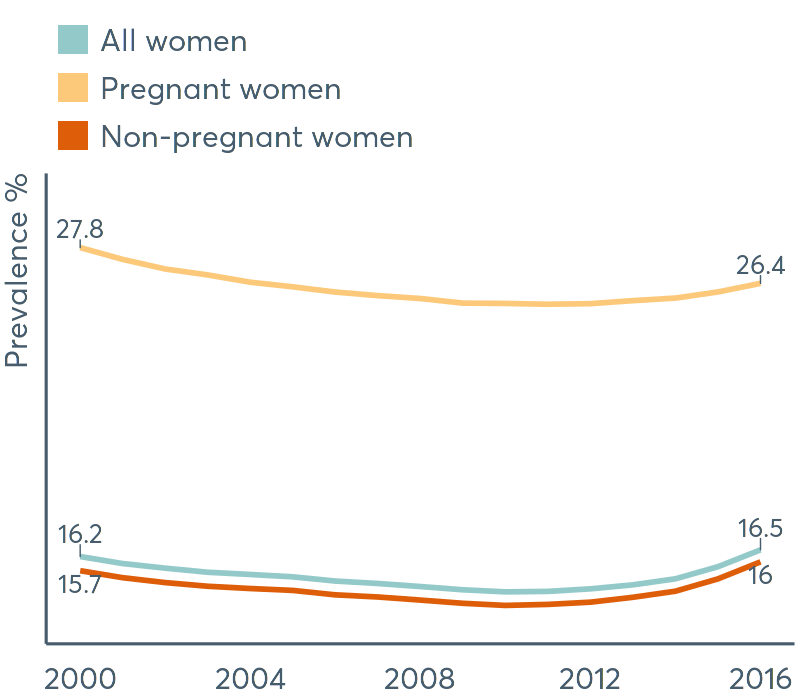 All women
Pregnant women
Non-pregnant women
Prevalence %
27.8
26.4
16.2
16.5
15.7
16
2000 2004 2008 2012 2016